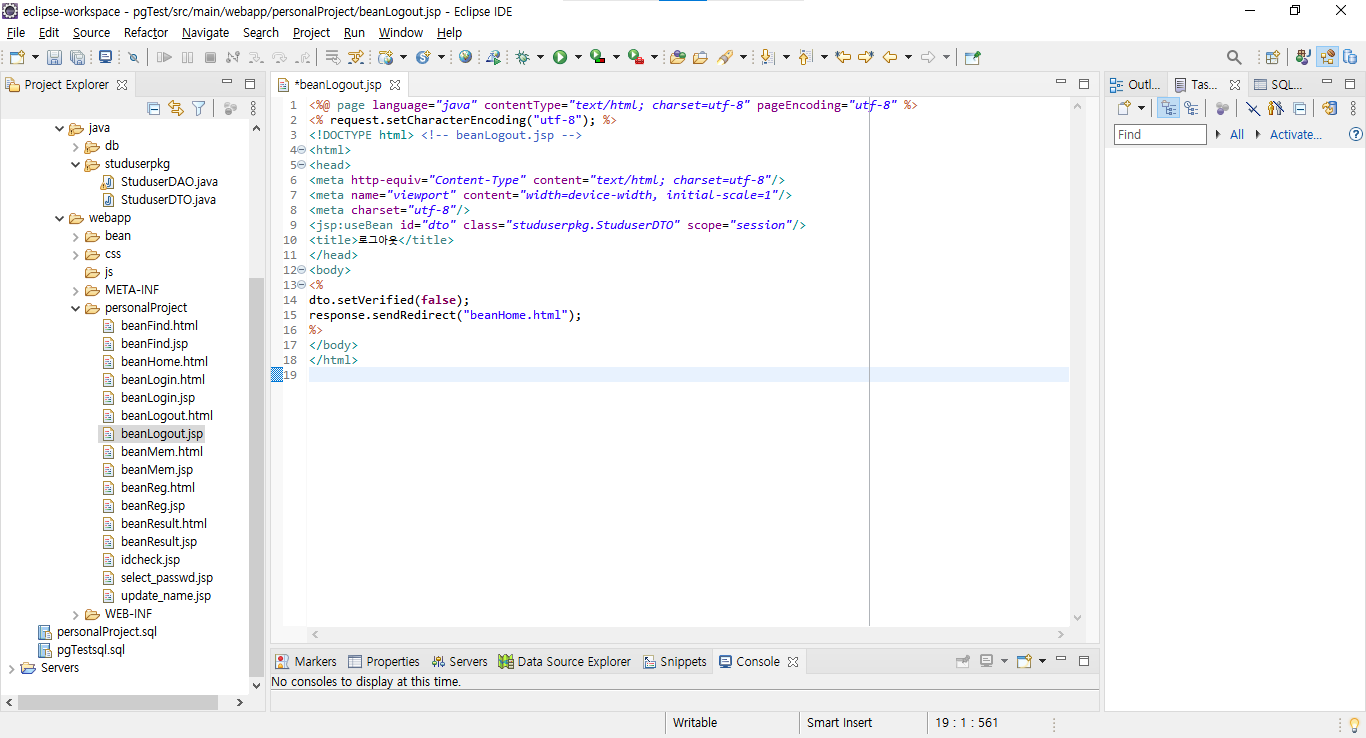 eclipse-workspace - pgTest/src/main/webapp/personalProject/beanLogout.jsp - Eclipse IDE
File Edit Source Refactor Navigate Search Project Run Window Help
Project Explorer
java
db
studuserpkg
StuduserDAO.java
StuduserDTO.java
webapp
bean
css
js
META-INF
personalProject
beanFind.html
beanFind.jsp
beanHome.html
beanLogin.html
beanLogin.jsp
beanLogout.html
beanLogout.jsp
beanMem.html
beanMem.jsp
beanReg.html
beanReg.jsp
beanResult.html
beanResult.jsp
idcheck.jsp
select_passwd.jsp
update_name.jsp
WEB-INF
personalProject.sql
pgTestsql.sql
Servers
*beanLogout.jsp
1 <%@ page language="java" contentType="text/html; charset=utf-8" pageEncoding="utf-8" %>
2 <% request.setCharacterEncoding("utf-8"); %>
3 <!DOCTYPE html> <!-- beanLogout.jsp -->
4 <html>
5 <head>
6 <meta http-equiv="Content-Type" content="text/html; charset=utf-8"/>
7 <meta name="viewport" content="width=device-width, initial-scale=1"/>
8 <meta charset="utf-8"/>
9 <jsp:useBean id="dto" class="studuserpkg.StuduserDTO" scope="session"/>
10 <title>로그아웃</title>
11 </head>
12 <body>
13 <%
14 dto.setVerified(false);
15 response.sendRedirect("beanHome.html");
16 %>
17 </body>
18 </html>
19
Outl... Tas... SQL...
Find All Activate...
Markers Properties Servers Data Source Explorer Snippets Console
No consoles to display at this time.
Writable Smart Insert 19 : 1 : 561